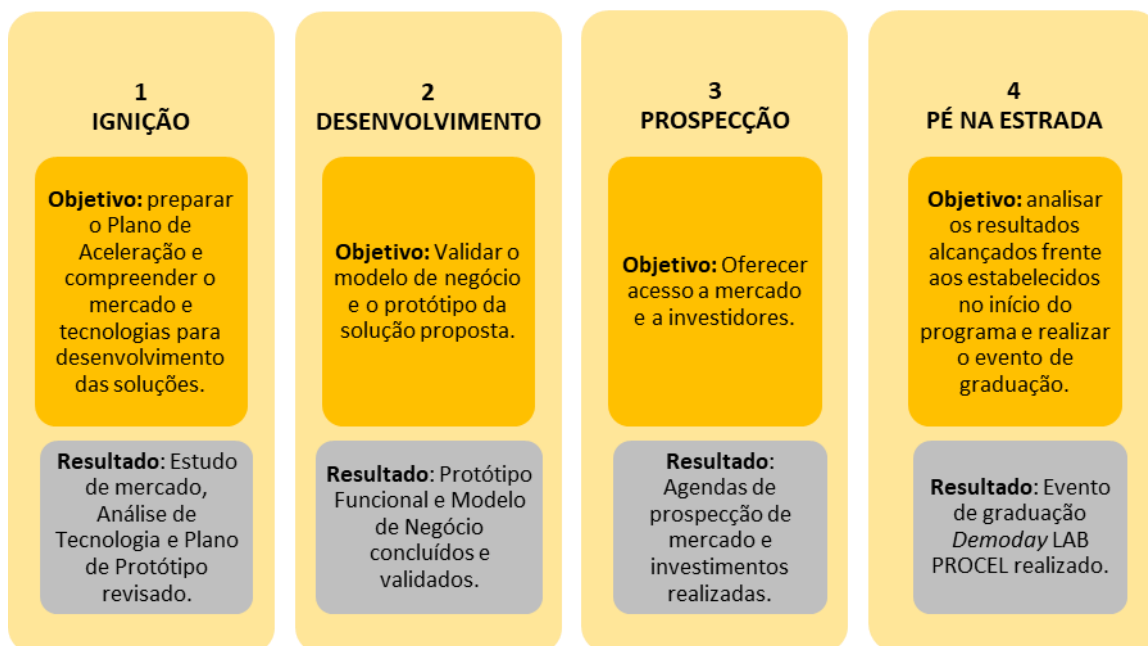 1
IGNIÇÃO
Objetivo: preparar
o Plano de
Aceleração e
compreender o
mercado e
tecnologias para
desenvolvimento
das soluções.
Resultado: Estudo
de mercado,
Análise de
Tecnologia e Plano
de Protótipo
revisado.
2
DESENVOLVIMENTO
Objetivo: Validar o
modelo de negócio
e o protótipo da
solução proposta.
Resultado: Protótipo
Funcional e Modelo
de Negócio
concluídos e
validados.
3
PROSPECÇÃO
Objetivo: Oferecer
acesso a mercado
e a investidores.
Resultado:
Agendas de
prospecção de
mercado e
investimentos
realizadas.
4
PÉ NA ESTRADA
Objetivo: analisar
os resultados
alcançados frente
aos estabelecidos
no início do
programa e realizar
o evento de
graduação.
Resultado: Evento
de graduação
Demoday LAB
PROCEL realizado.